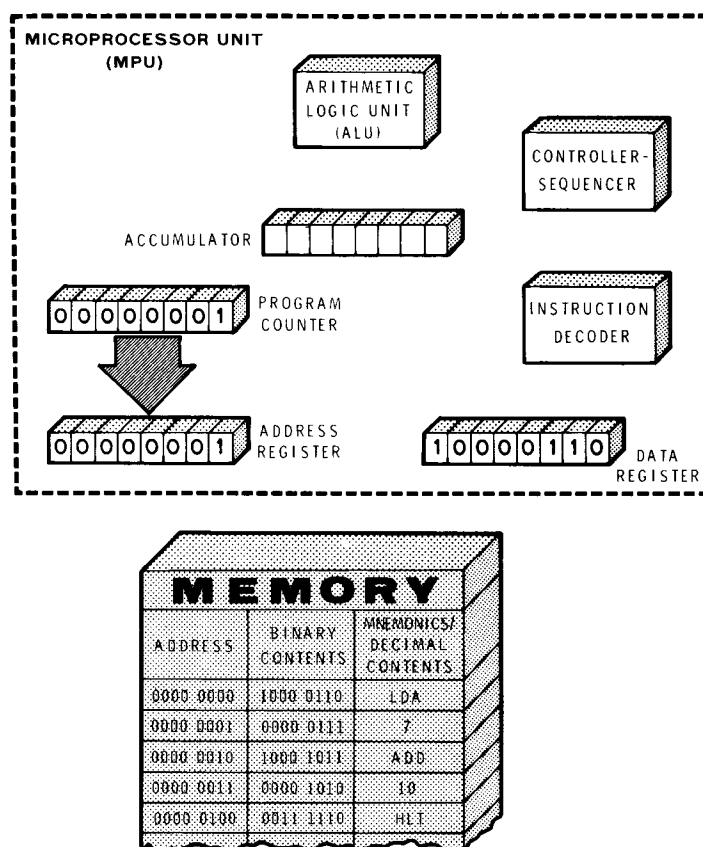 MICROPROCESSOR UNIT
(MPU)
ARITHMETIC
LOGIC UNIT
(ALU)
CONTROLLER-
SEQUENCER
ACCUMULATOR
0 0 0 0 0 0 0 1
PROGRAM
COUNTER
INSTRUCTION
DECODER
0 0 0 0 0 0 0 1
ADDRESS
REGISTER
1 0 0 0 0 1 1 0
DATA
REGISTER
MEMORY
ADDRESS
BINARY
CONTENTS
MNEMONICS/
DECIMAL
CONTENTS
0000 0000 1000 0110 LDA
0000 0001 0000 0111 7
0000 0010 1000 1011 ADD
0000 0011 0000 1010 10
0000 0100 0011 1110 HLT